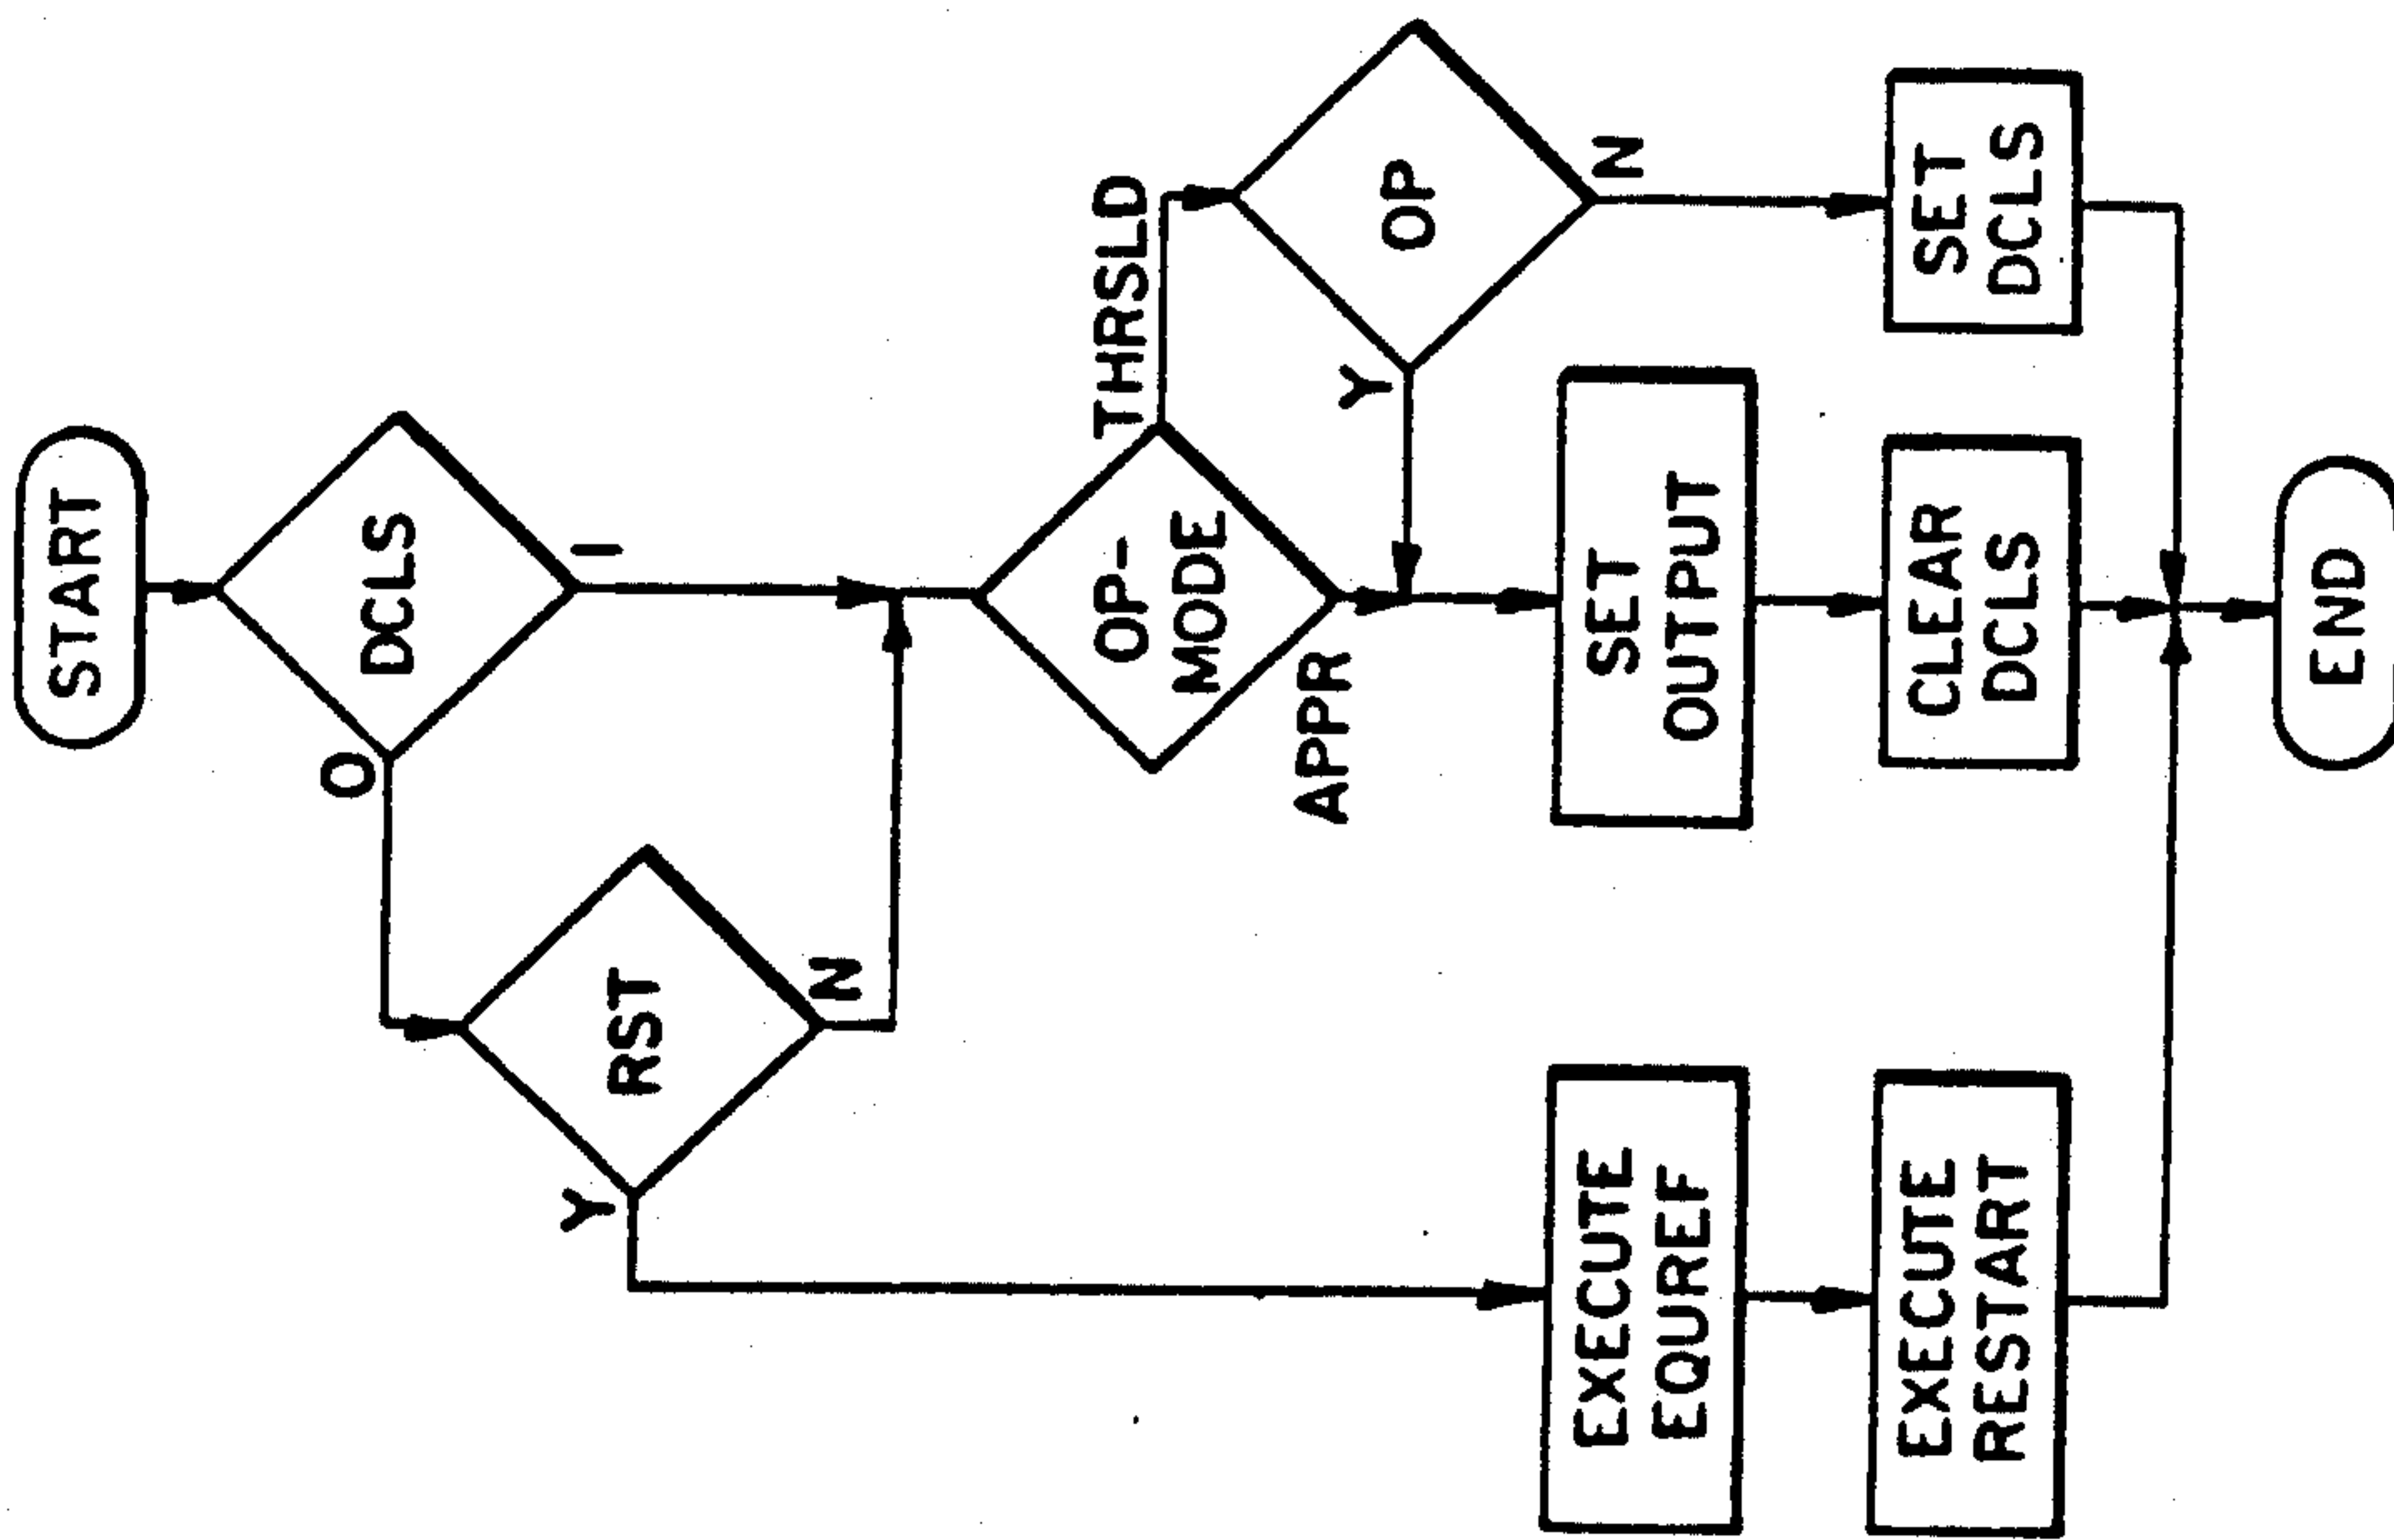 START
DCLS
O
I
RST
Y
N
OP-
MODE
THRSLD
APPR
OP
Y
N
EXECUTE
EQUREF
SET
OUTPUT
EXECUTE
RESTART
CLEAR
DCLS
SET
DCLS
END